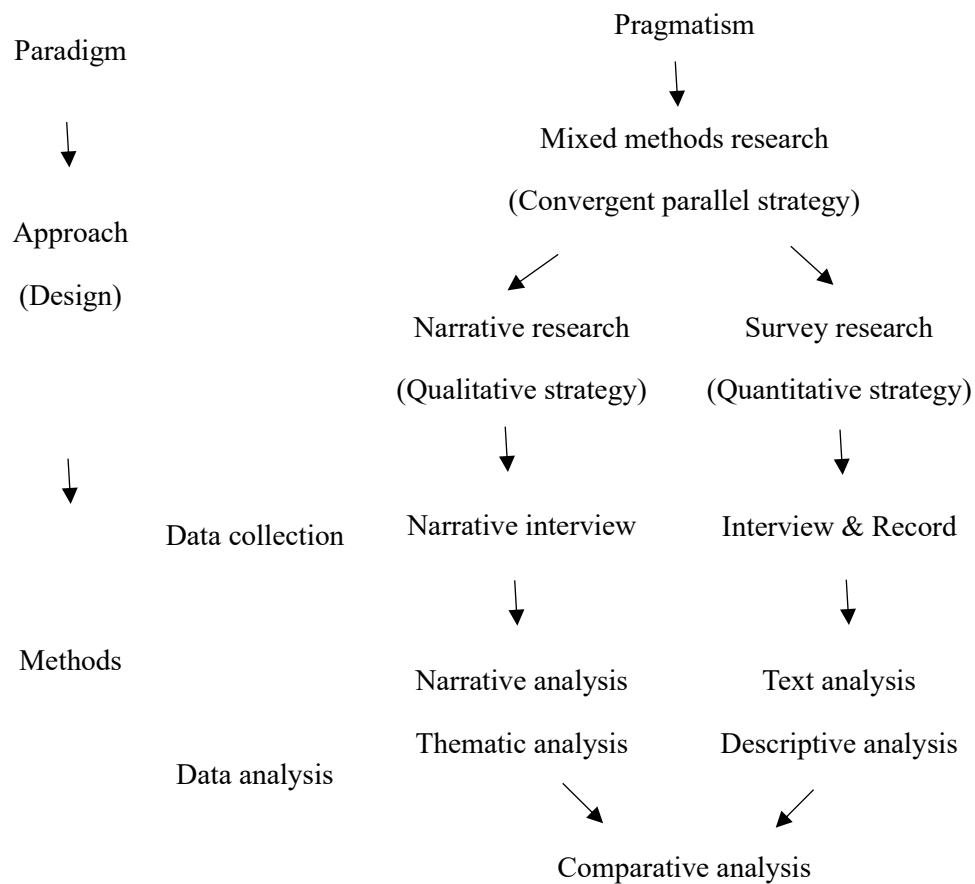 Paradigm
Pragmatism
Mixed methods research
(Convergent parallel strategy)
Approach
(Design)
Narrative research
Survey research
(Qualitative strategy)
(Quantitative strategy)
Data collection
Narrative interview
Interview & Record
Methods
Narrative analysis
Text analysis
Thematic analysis
Descriptive analysis
Data analysis
Comparative analysis